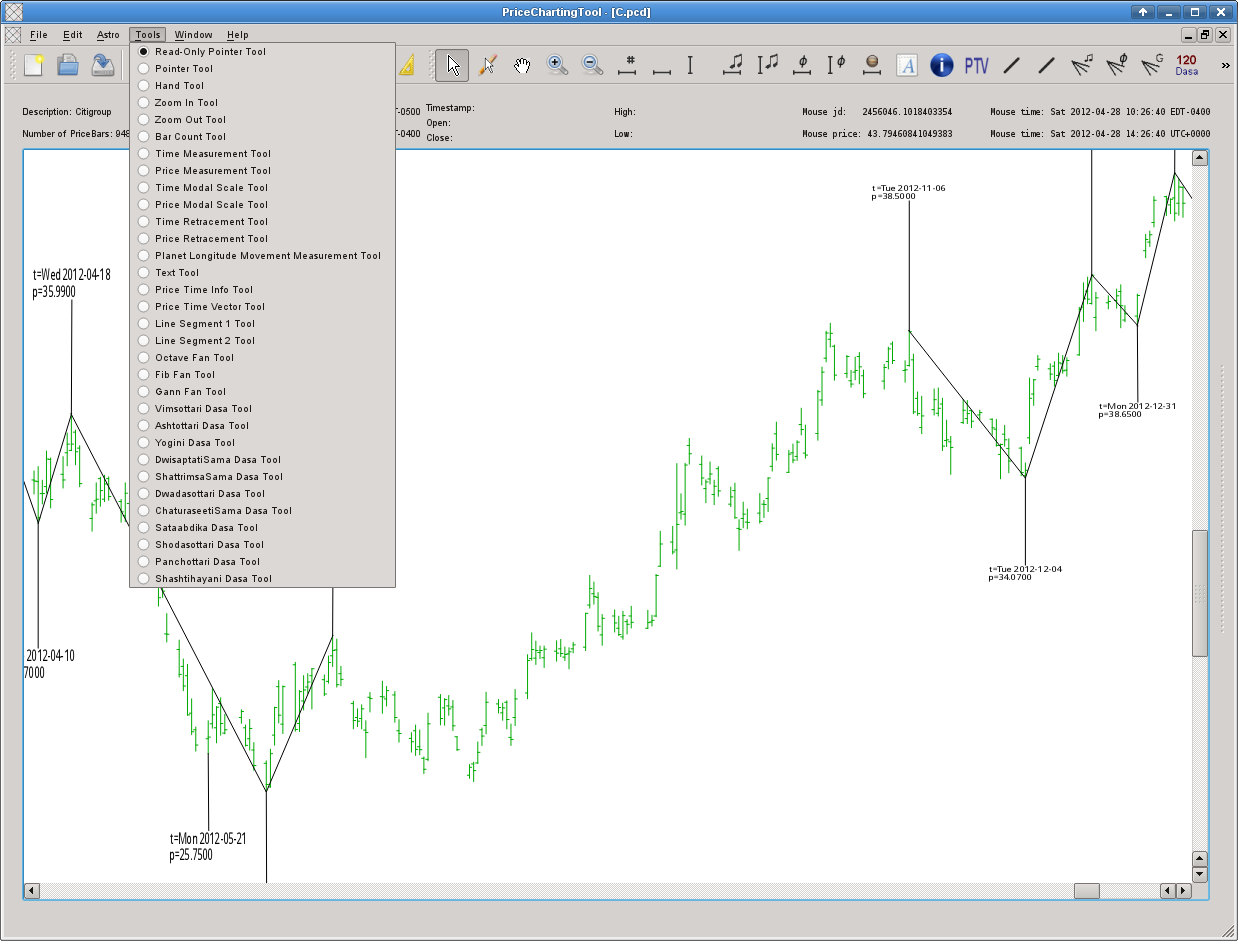 PriceChartingTool - [C.pcd]
File Edit Astro Tools Window Help
PTV G 120
Dasa
A i
»
Description: Citigroup
Number of PriceBars: 948
T-0500
T-0400
Timestamp:
Open:
Close:
High:
Low:
Mouse jd: 2456046.1018403354
Mouse price: 43.79460841049383
Mouse time: Sat 2012-04-28 10:26:40 EDT-0400
Mouse time: Sat 2012-04-28 14:26:40 UTC+0000
Read-Only Pointer Tool
Pointer Tool
Hand Tool
Zoom In Tool
Zoom Out Tool
Bar Count Tool
Time Measurement Tool
Price Measurement Tool
Time Modal Scale Tool
Price Modal Scale Tool
Time Retracement Tool
Price Retracement Tool
Planet Longitude Movement Measurement Tool
Text Tool
Price Time Info Tool
Price Time Vector Tool
Line Segment 1 Tool
Line Segment 2 Tool
Octave Fan Tool
Fib Fan Tool
Gann Fan Tool
Vimsottari Dasa Tool
Ashtottari Dasa Tool
Yogini Dasa Tool
DwisaptatiSama Dasa Tool
ShattrimsaSama Dasa Tool
Dwadasottari Dasa Tool
ChaturaseetiSama Dasa Tool
Sataabdika Dasa Tool
Shodasottari Dasa Tool
Panchottari Dasa Tool
Shashtihayani Dasa Tool
t=Wed 2012-04-18
p=35.9900
2012-04-10
7000
t=Mon 2012-05-21
p=25.7500
t=Tue 2012-11-06
p=38.5000
t=Tue 2012-12-04
p=34.0700
t=Mon 2012-12-31
p=38.6500